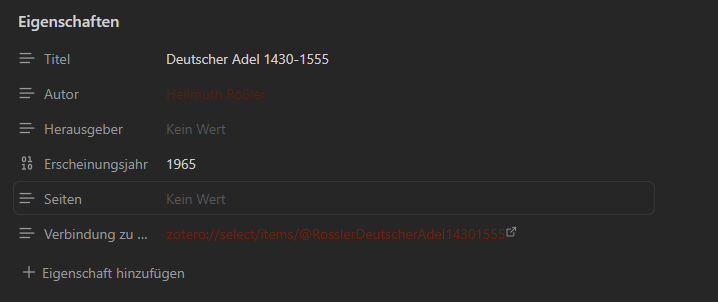 Eigenschaften
Titel Deutscher Adel 1430-1555
Autor Hellmuth Rößler
Herausgeber Kein Wert
Erscheinungsjahr 1965
Seiten Kein Wert
Verbindung zu ... zotero://select/items/@RosslerDeutscherAdel14301555
Eigenschaft hinzufügen